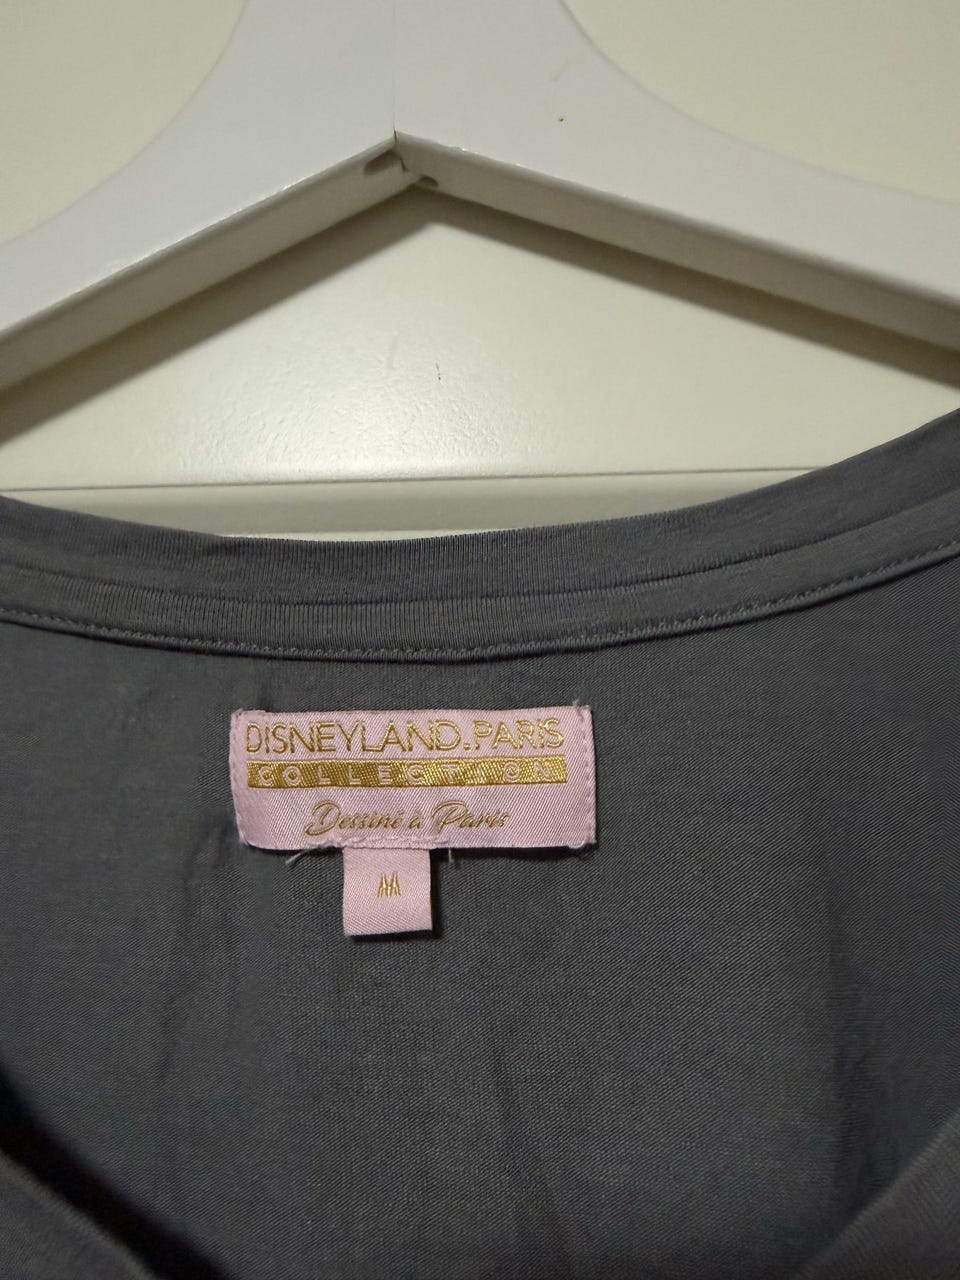 DISNEYLAND.PARIS
COLLECTION
Dessiné à Paris
M